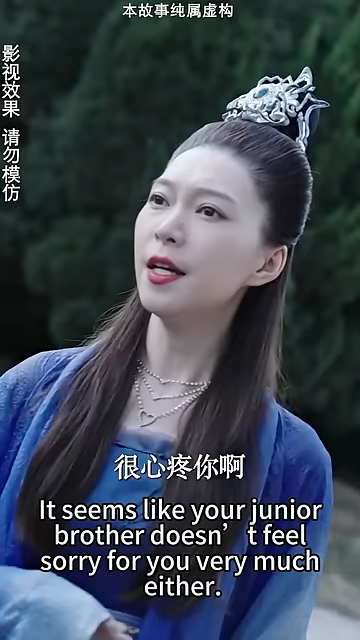 本故事纯属虚构
影视效果 请勿模仿
很心疼你啊
It seems like your junior
brother doesn't feel
sorry for you very much
either.